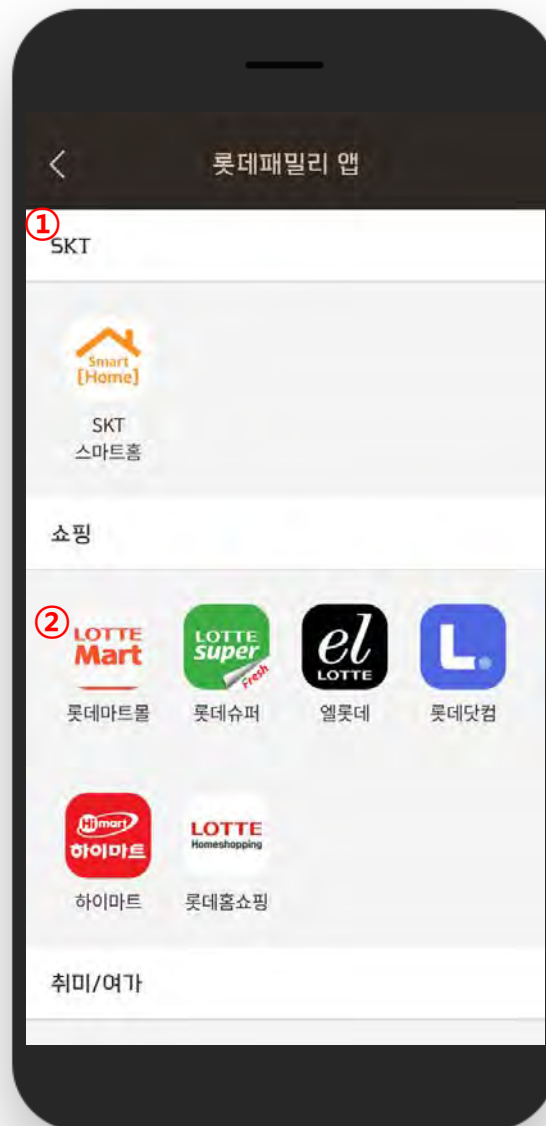 롯데패밀리 앱
①
SKT
Smart
[Home]
SKT
스마트홈
쇼핑
②
LOTTE
Mart
LOTTE
Super
Fresh
el
LOTTE
L.
롯데마트몰 롯데슈퍼 엘롯데 롯데닷컴
Himart
하이마트
LOTTE
Homeshopping
하이마트 롯데홈쇼핑
취미/여가